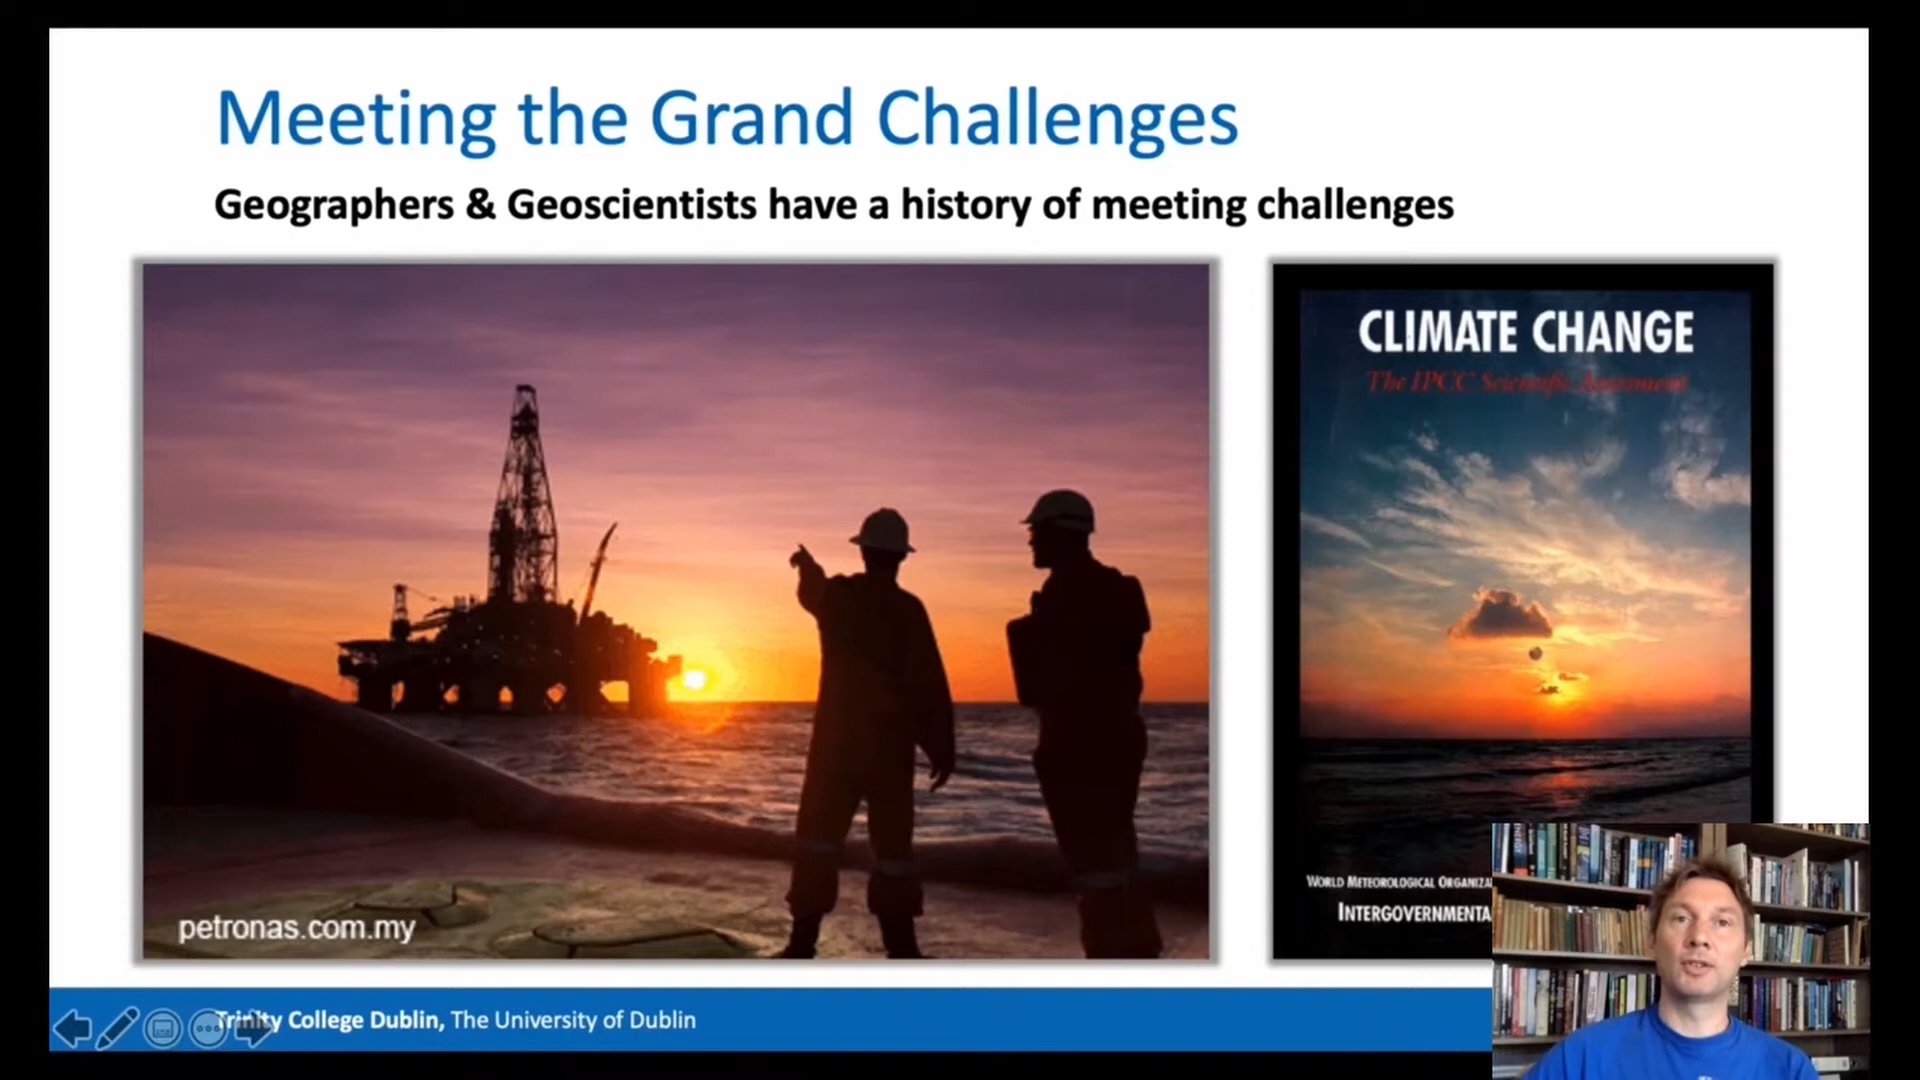 Meeting the Grand Challenges
Geographers & Geoscientists have a history of meeting challenges
CLIMATE CHANGE
The IPCC Scientific Assessment
WORLD METEOROLOGICAL ORGANIZA
INTERGOVERNMENTA
petronas.com.my
Trinity College Dublin, The University of Dublin